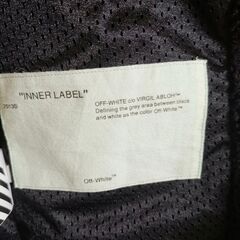 "INNER LABEL"
OFF-WHITE c/o VIRGIL ABLOH™
Defining the grey area between black
and white as the color Off-White™
Off-White™